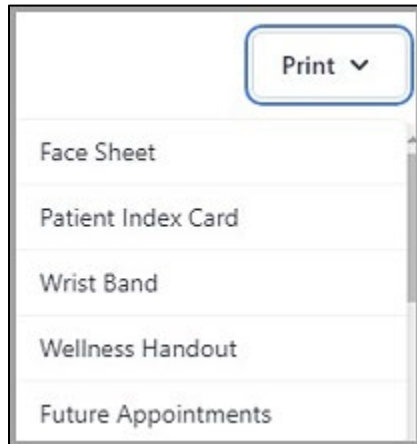 Print
Face Sheet
Patient Index Card
Wrist Band
Wellness Handout
Future Appointments